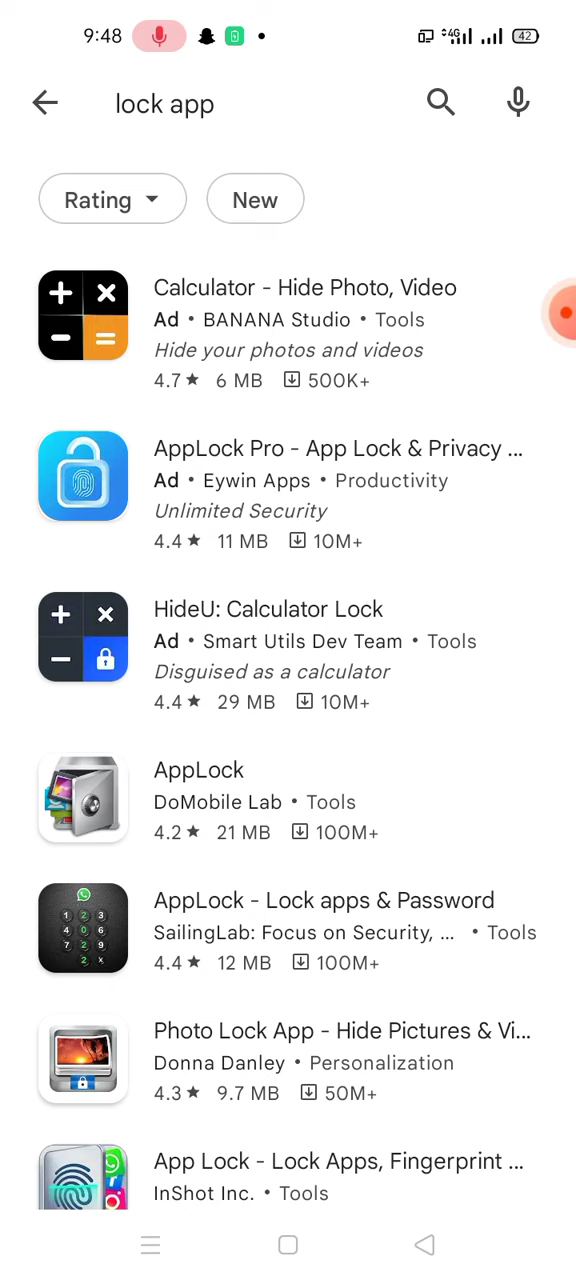 9:48
4G
42
lock app
Rating
New
Calculator - Hide Photo, Video
Ad • BANANA Studio • Tools
Hide your photos and videos
4.7★ 6 MB 500K+
AppLock Pro - App Lock & Privacy ...
Ad • Eywin Apps • Productivity
Unlimited Security
4.4★ 11 MB 10M+
HideU: Calculator Lock
Ad • Smart Utils Dev Team • Tools
Disguised as a calculator
4.4★ 29 MB 10M+
AppLock
DoMobile Lab • Tools
4.2★ 21 MB 100M+
AppLock - Lock apps & Password
SailingLab: Focus on Security, ... • Tools
4.4★ 12 MB 100M+
Photo Lock App - Hide Pictures & Vi...
Donna Danley • Personalization
4.3★ 9.7 MB 50M+
App Lock - Lock Apps, Fingerprint ...
InShot Inc. • Tools